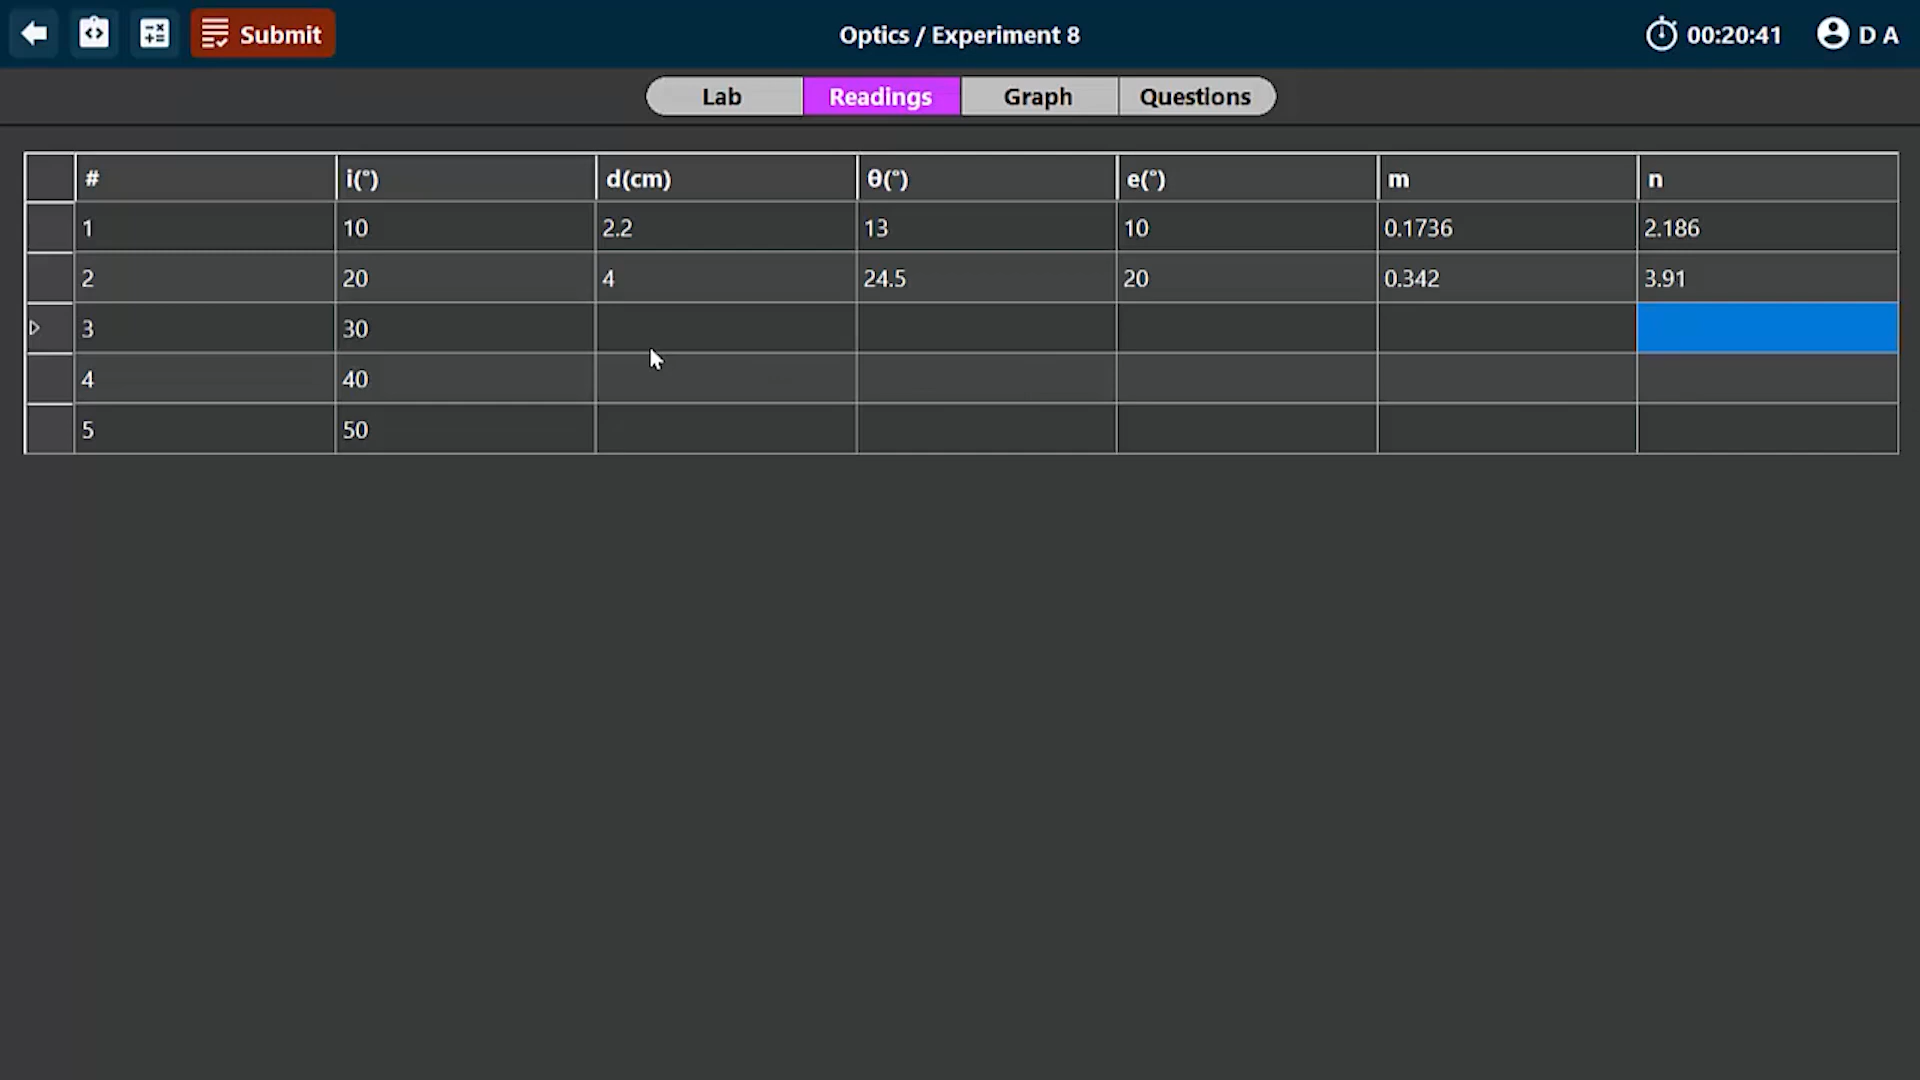 Submit
Optics / Experiment 8
00:20:41
D A
Lab Readings Graph Questions
# i(°) d(cm) θ(°) e(°) m n
1 10 2.2 13 10 0.1736 2.186
2 20 4 24.5 20 0.342 3.91
3 30
4 40
5 50